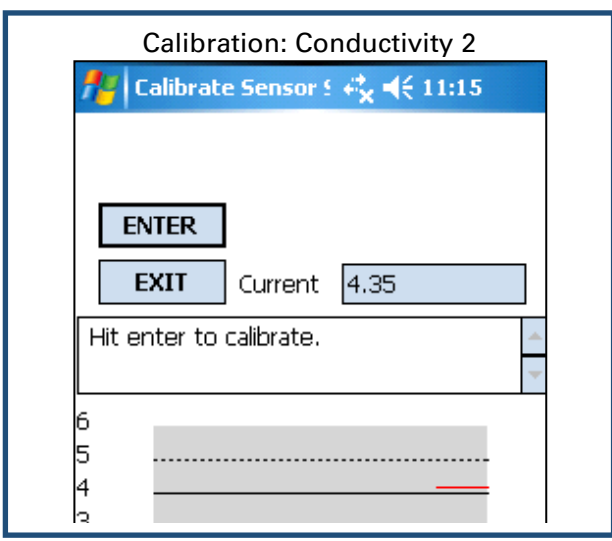 Calibration: Conductivity 2
Calibrate Sensor S 11:15
ENTER
EXIT Current 4.35
Hit enter to calibrate.
6
5
4
3